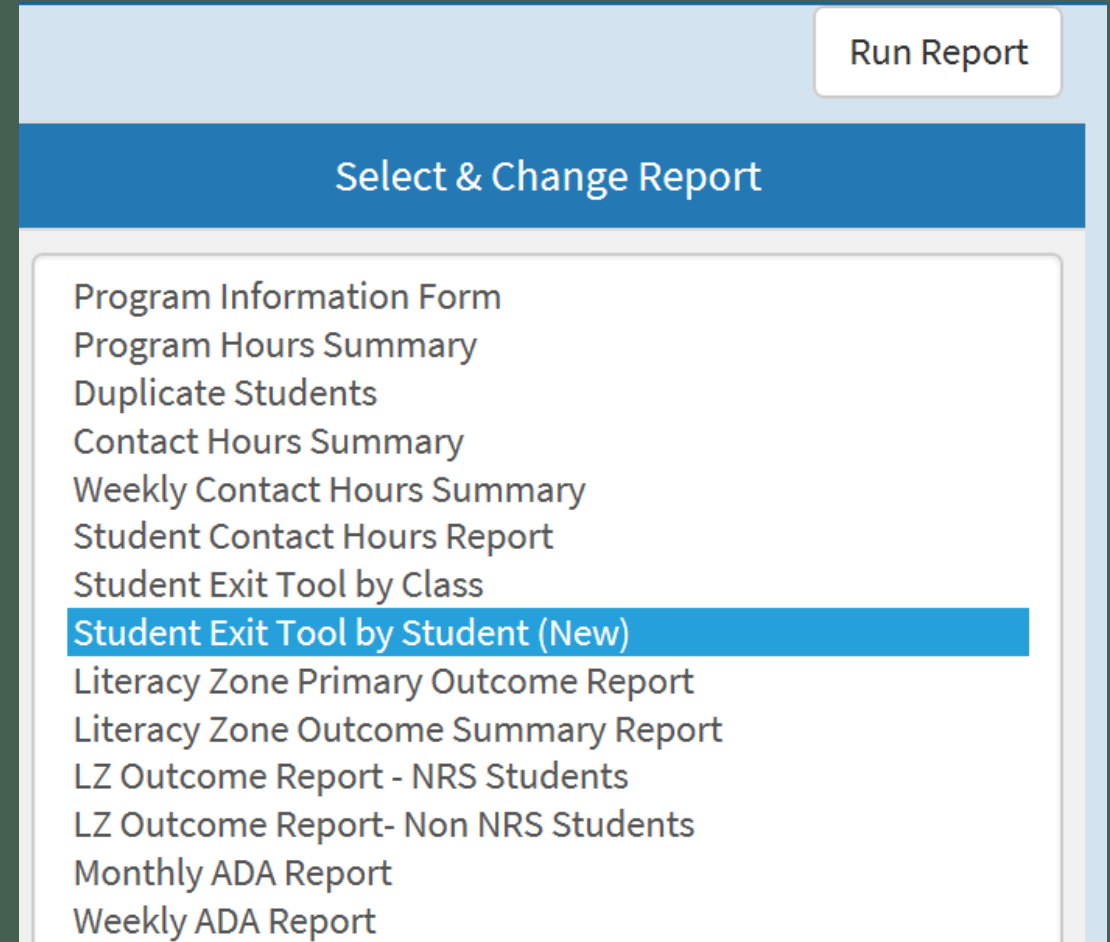 Run Report
Select & Change Report
Program Information Form
Program Hours Summary
Duplicate Students
Contact Hours Summary
Weekly Contact Hours Summary
Student Contact Hours Report
Student Exit Tool by Class
Student Exit Tool by Student (New)
Literacy Zone Primary Outcome Report
Literacy Zone Outcome Summary Report
LZ Outcome Report - NRS Students
LZ Outcome Report- Non NRS Students
Monthly ADA Report
Weekly ADA Report